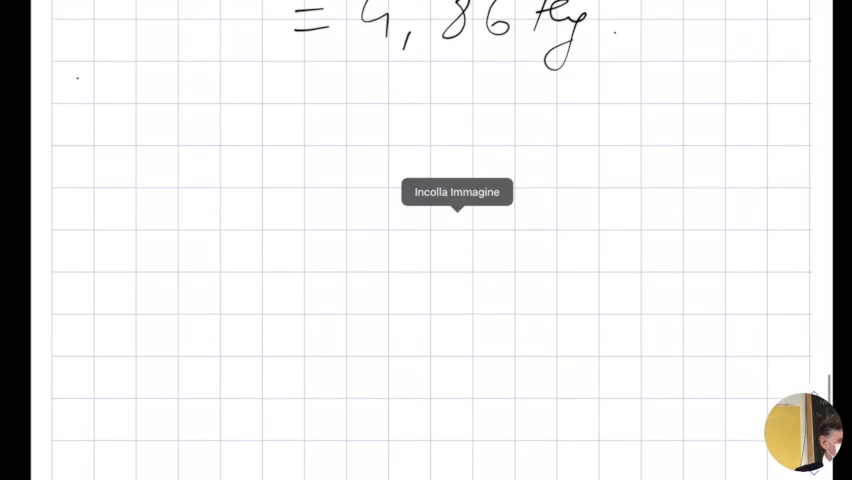 = 4,86 Kg.
Incolla Immagine